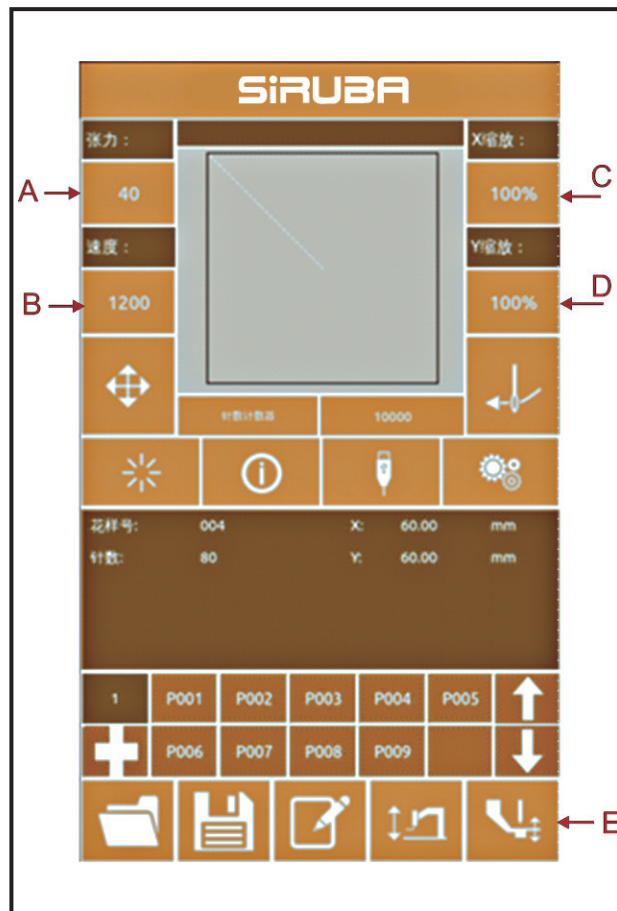 SiRUBA
张力：
X缩放：
A
40
100%
C
速度：
Y缩放：
B
1200
100%
D
针数计数器
10000
花样号:
004
X:
60.00
mm
针数:
80
Y:
60.00
mm
1
P001
P002
P003
P004
P005
P006
P007
P008
P009
E